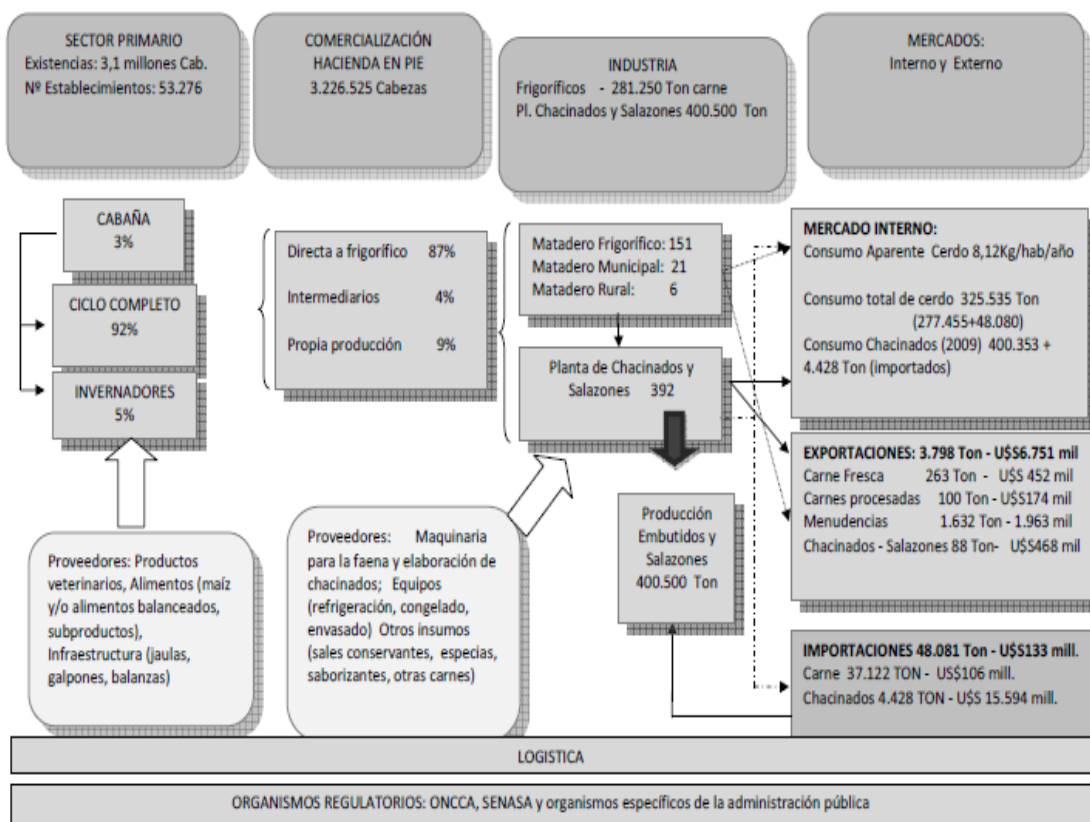 SECTOR PRIMARIO
Existencias: 3,1 millones Cab.
Nº Establecimientos: 53.276
COMERCIALIZACIÓN
HACIENDA EN PIE
3.226.525 Cabezas
INDUSTRIA
Frigoríficos - 281.250 Ton carne
Pl. Chacinados y Salazones 400.500 Ton
MERCADOS:
Interno y Externo
CABAÑA
3%
CICLO COMPLETO
92%
INVERNADORES
5%
Directa a frigorífico 87%
Intermediarios 4%
Propia producción 9%
Matadero Frigorífico: 151
Matadero Municipal: 21
Matadero Rural: 6
Planta de Chacinados y
Salazones 392
Producción
Embutidos y
Salazones
400.500 Ton
MERCADO INTERNO:
Consumo Aparente Cerdo 8,12Kg/hab/año
Consumo total de cerdo 325.535 Ton
(277.455+48.080)
Consumo Chacinados (2009) 400.353 +
4.428 Ton (importados)
EXPORTACIONES: 3.798 Ton - U$S6.751 mil
Carne Fresca 263 Ton - U$S 452 mil
Carnes procesadas 100 Ton - U$S174 mil
Menudencias 1.632 Ton - 1.963 mil
Chacinados - Salazones 88 Ton- U$S468 mil
IMPORTACIONES 48.081 Ton - U$S133 mill.
Carne 37.122 TON - US$106 mill.
Chacinados 4.428 TON - U$S 15.594 mill.
Proveedores: Productos
veterinarios, Alimentos (maíz
y/o alimentos balanceados,
subproductos),
Infraestructura (jaulas,
galpones, balanzas)
Proveedores: Maquinaria
para la faena y elaboración de
chacinados; Equipos
(refrigeración, congelado,
envasado) Otros insumos
(sales conservantes, especias,
saborizantes, otras carnes)
LOGISTICA
ORGANISMOS REGULATORIOS: ONCCA, SENASA y organismos específicos de la administración pública